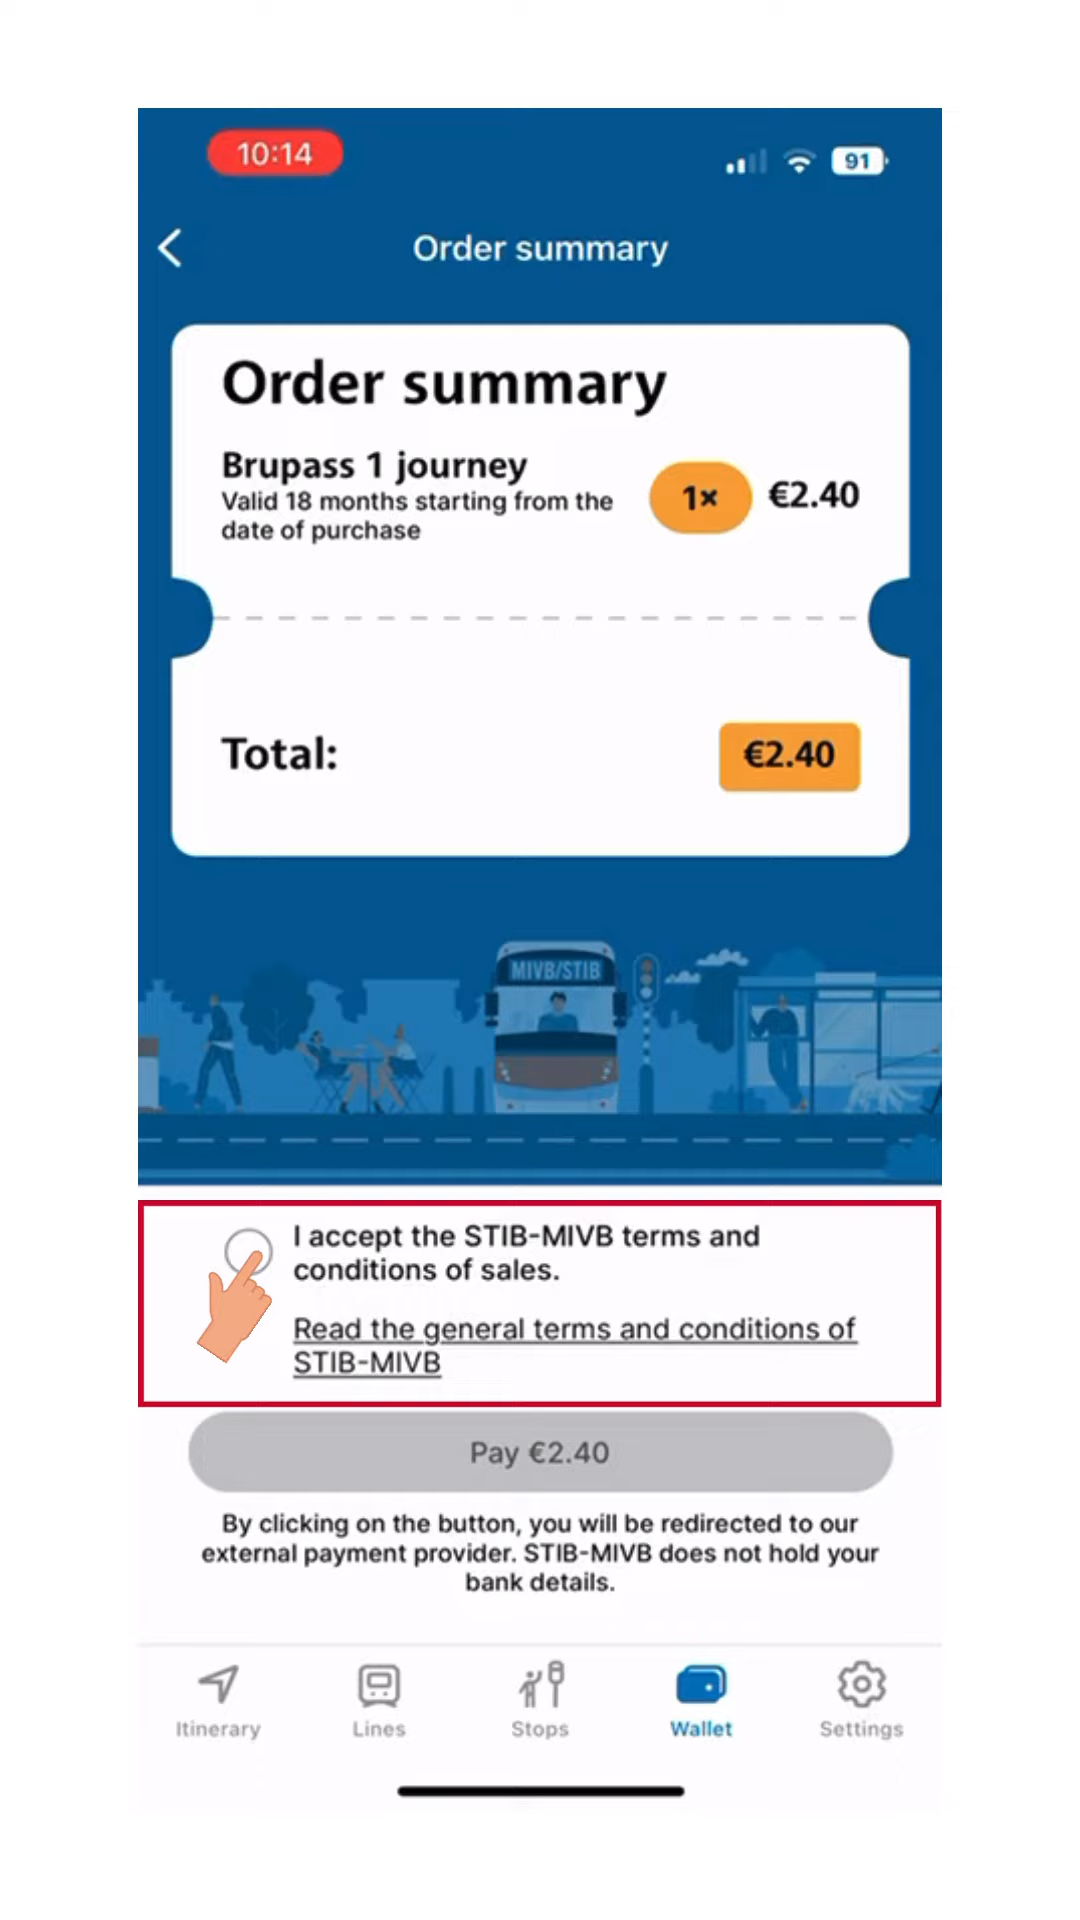 10:14
91
Order summary
Order summary
Brupass 1 journey
Valid 18 months starting from the
date of purchase
1×
€2.40
Total:
€2.40
MIVB/STIB
I accept the STIB-MIVB terms and
conditions of sales.
Read the general terms and conditions of
STIB-MIVB
Pay €2.40
By clicking on the button, you will be redirected to our
external payment provider. STIB-MIVB does not hold your
bank details.
Itinerary
Lines
Stops
Wallet
Settings